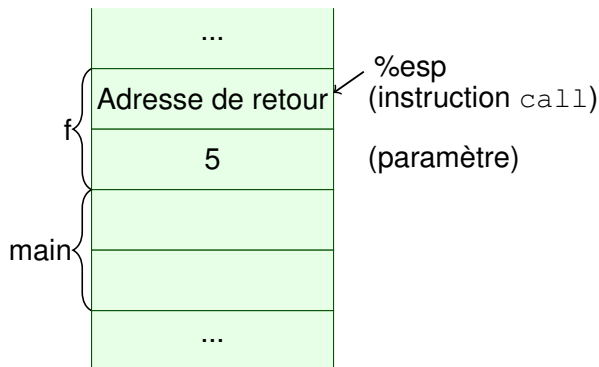 ...
%esp
Adresse de retour
(instruction call)
f
5
(paramètre)
main
...